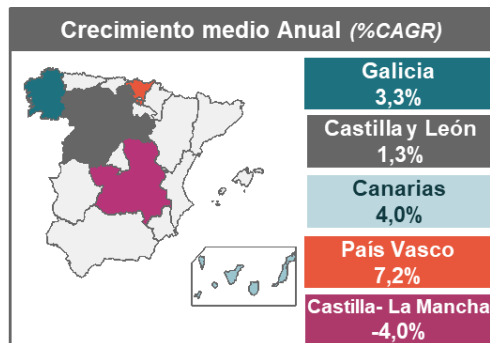 Crecimiento medio Anual (%CAGR)
Galicia
3,3%
Castilla y León
1,3%
Canarias
4,0%
País Vasco
7,2%
Castilla- La Mancha
-4,0%